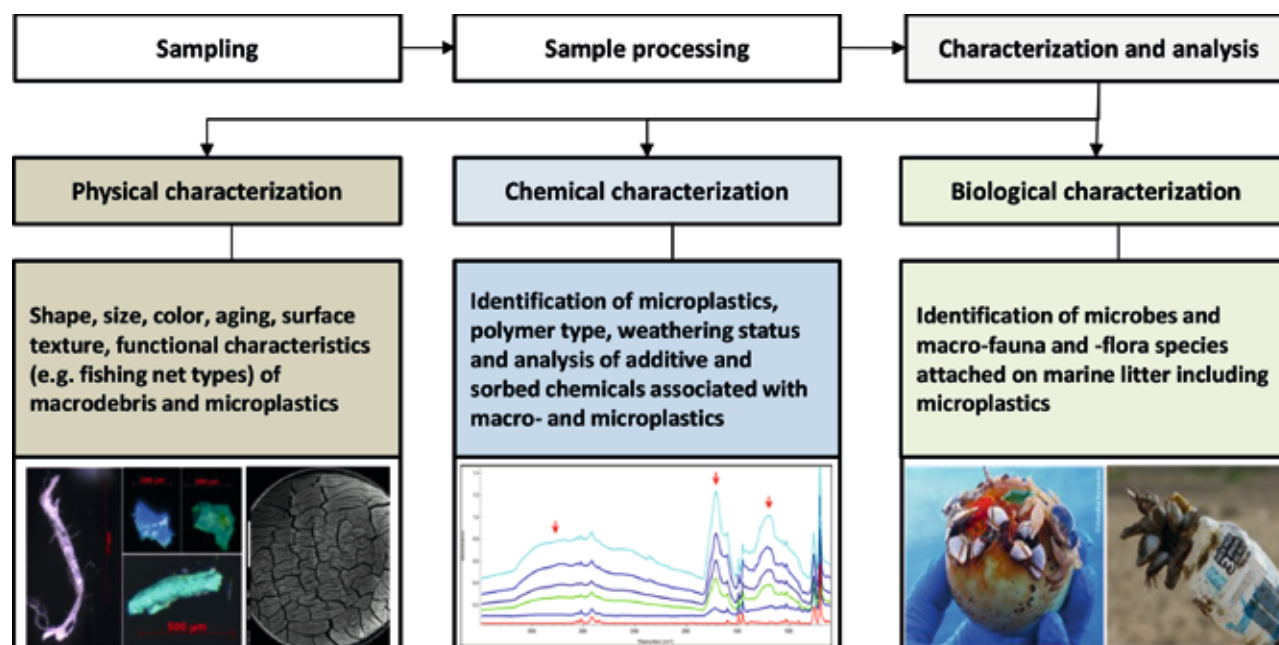 Sampling
Sample processing
Characterization and analysis
Physical characterization
Chemical characterization
Biological characterization
Shape, size, color, aging, surface
texture, functional characteristics
(e.g. fishing net types) of
macrodebris and microplastics
Identification of microplastics,
polymer type, weathering status
and analysis of additive and
sorbed chemicals associated with
macro- and microplastics
Identification of microbes and
macro-fauna and -flora species
attached on marine litter including
microplastics
500 µm